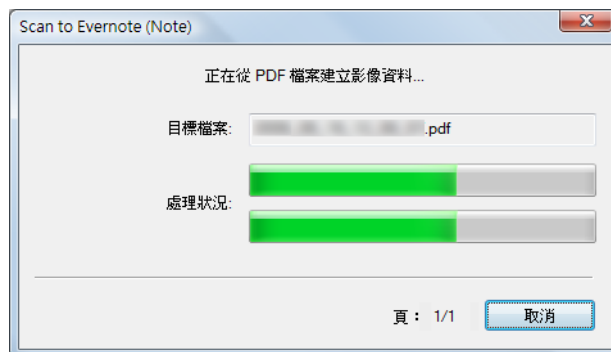 Scan to Evernote (Note)
正在從 PDF 檔案建立影像資料...
目標檔案: .pdf
處理狀況:
頁： 1/1 取消